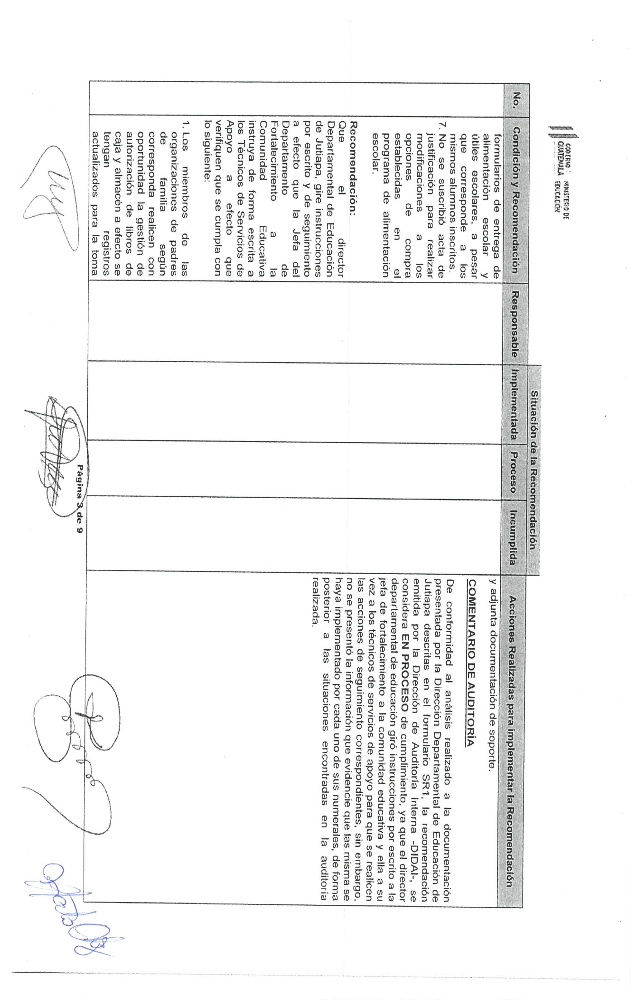 GOBIERNO DE
GUATEMALA
MINISTERIO DE
EDUCACIÓN
Situación de la Recomendación
No.
Condición y Recomendación
Responsable
Implementada
Proceso
Incumplida
Acciones Realizadas para implementar la Recomendación
formularios de entrega de
alimentación escolar y
útiles escolares, a pesar
que corresponde a los
mismos alumnos inscritos.
7. No se suscribió acta de
justificación para realizar
modificaciones a los
opciones de compra
establecidas en el
programa de alimentación
escolar.
Recomendación:
Que el director
Departamental de Educación
de Jutiapa, gire instrucciones
por escrito y de seguimiento
a efecto que la Jefa del
Departamento de
Fortalecimiento a la
Comunidad Educativa
instruya de forma escrita a
los Técnicos de Servicios de
Apoyo a efecto que
verifiquen que se cumpla con
lo siguiente:
1. Los miembros de las
organizaciones de padres
de familia según
corresponda realicen con
oportunidad la gestión de
autorización de libros de
caja y almacén a efecto se
tengan registros
actualizados para la toma
y adjunta documentación de soporte.
COMENTARIO DE AUDITORÍA
De conformidad al análisis realizado a la documentación
presentada por la Dirección Departamental de Educación de
Jutiapa descritas en el formulario SR1, la recomendación
emitida por la Dirección de Auditoría Interna -DIDAI-, se
considera EN PROCESO de cumplimiento, ya que el director
departamental de educación giró instrucciones por escrito a la
jefa de fortalecimiento a la comunidad educativa y ella a su
vez a los técnicos de servicios de apoyo para que se realicen
las acciones de seguimiento correspondientes, sin embargo,
no se presentó la información que evidencie que las misma se
haya implementado por cada uno de sus numerales, de forma
posterior a las situaciones encontradas en la auditoria
realizada.
Página 3 de 9